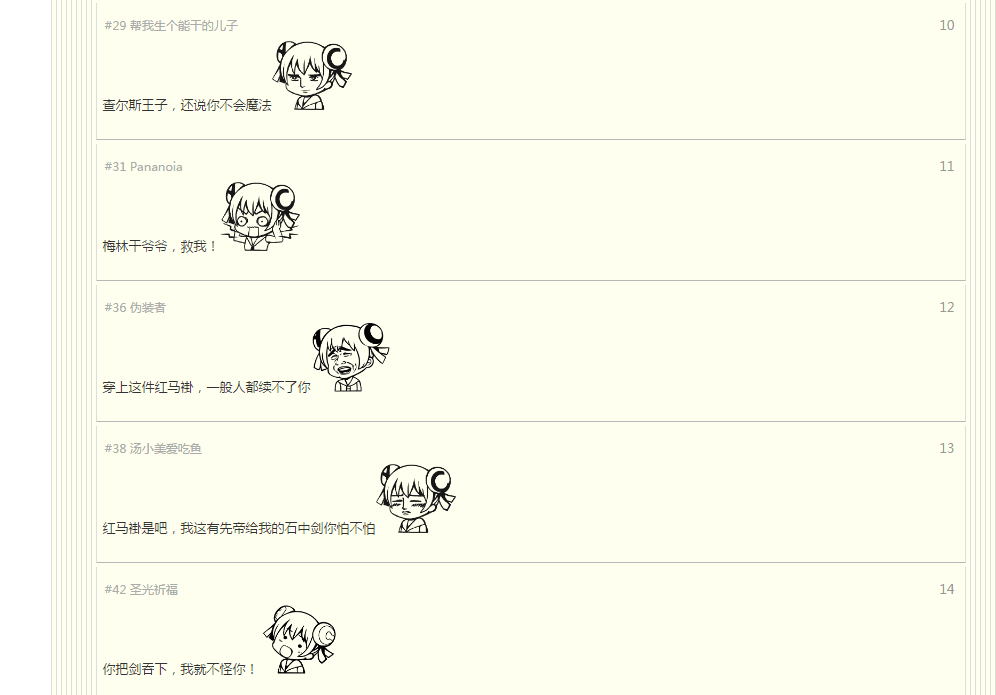 #29 帮我生个能干的儿子 10
查尔斯王子，还说你不会魔法
#31 Pananoia 11
梅林干爷爷，救我！
#36 伪装者 12
穿上这件红马褂，一般人都续不了你
#38 汤小美爱吃鱼 13
红马褂是吧，我这有先帝给我的石中剑你怕不怕
#42 圣光祈福 14
你把剑吞下，我就不怪你！